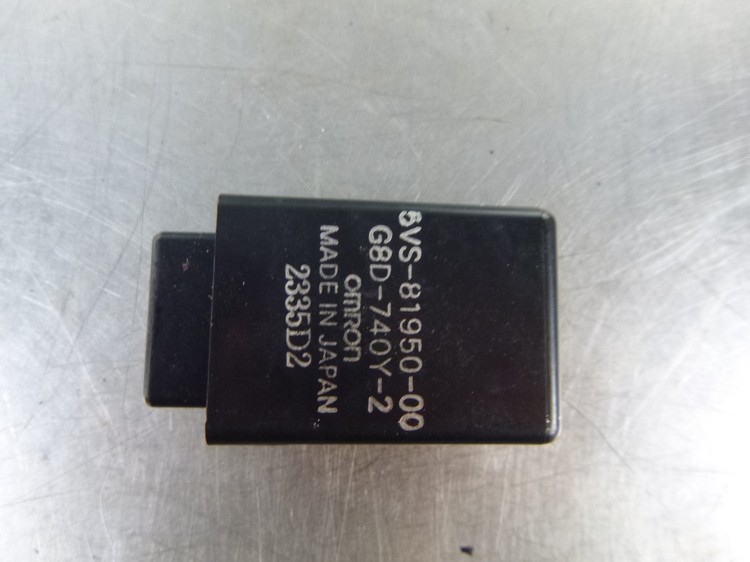 5VS-81950-00
G8D-740Y-2
omRon
MADE IN JAPAN
2335D2